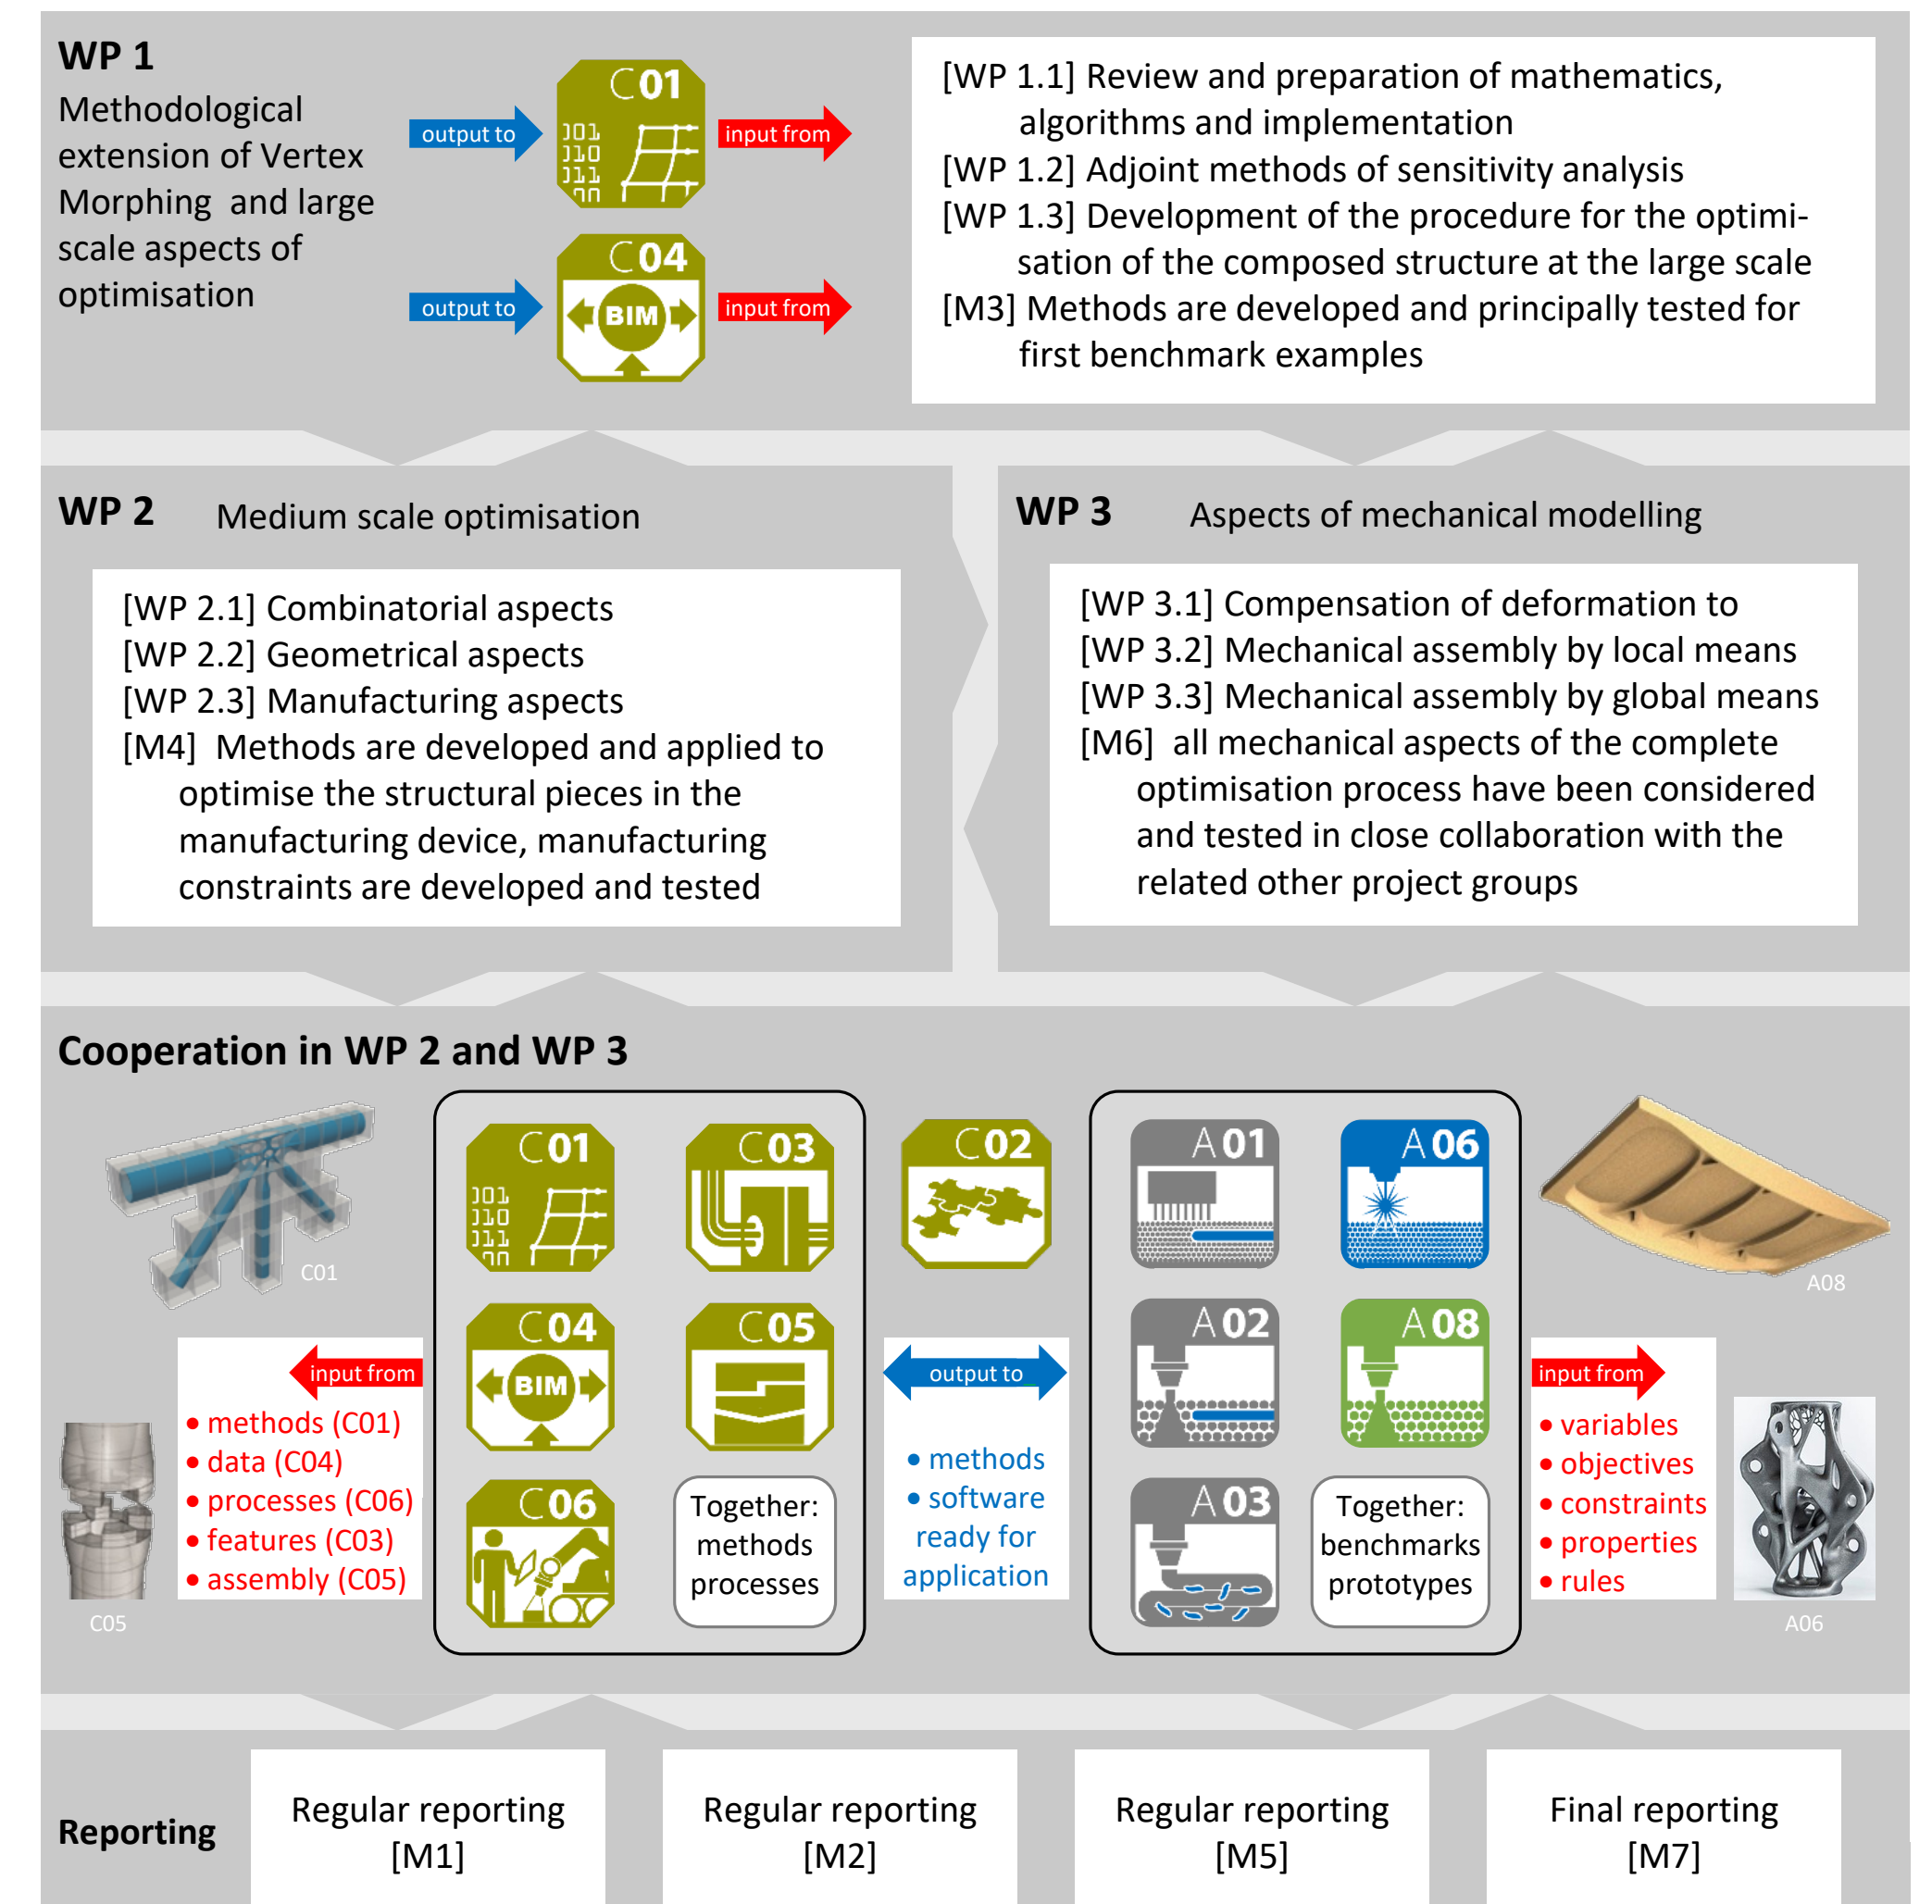 WP 1
Methodological
extension of Vertex
Morphing and large
scale aspects of
optimisation
output to
C01
input from
output to
C04
BIM
input from
[WP 1.1] Review and preparation of mathematics,
algorithms and implementation
[WP 1.2] Adjoint methods of sensitivity analysis
[WP 1.3] Development of the procedure for the optimi-
sation of the composed structure at the large scale
[M3] Methods are developed and principally tested for
first benchmark examples
WP 2 Medium scale optimisation
[WP 2.1] Combinatorial aspects
[WP 2.2] Geometrical aspects
[WP 2.3] Manufacturing aspects
[M4] Methods are developed and applied to
optimise the structural pieces in the
manufacturing device, manufacturing
constraints are developed and tested
WP 3 Aspects of mechanical modelling
[WP 3.1] Compensation of deformation to
[WP 3.2] Mechanical assembly by local means
[WP 3.3] Mechanical assembly by global means
[M6] all mechanical aspects of the complete
optimisation process have been considered
and tested in close collaboration with the
related other project groups
Cooperation in WP 2 and WP 3
C01
input from
• methods (C01)
• data (C04)
• processes (C06)
• features (C03)
• assembly (C05)
C05
C01
C03
C04
BIM
C05
C06
Together:
methods
processes
C02
output to
• methods
• software
ready for
application
A01
A06
A02
A08
A03
Together:
benchmarks
prototypes
A08
input from
• variables
• objectives
• constraints
• properties
• rules
A06
Reporting
Regular reporting
[M1]
Regular reporting
[M2]
Regular reporting
[M5]
Final reporting
[M7]